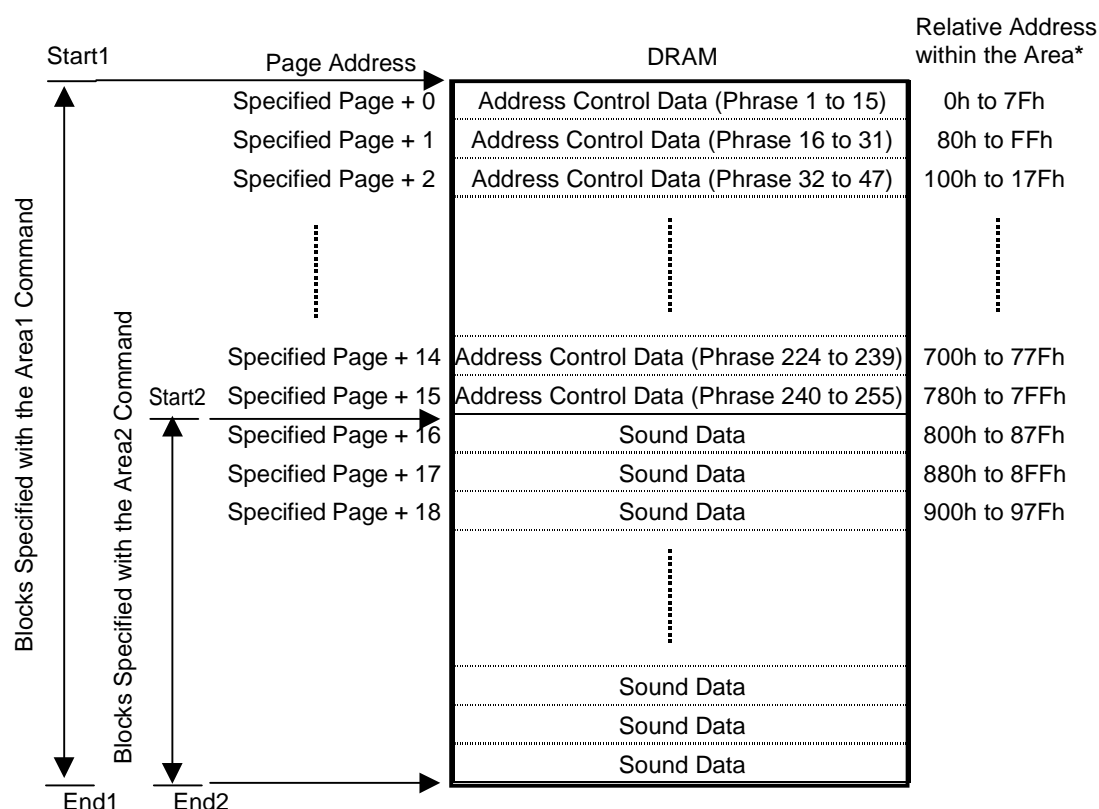 Relative Address
within the Area*
Start1
Page Address
DRAM
Specified Page + 0
Address Control Data (Phrase 1 to 15)
0h to 7Fh
Specified Page + 1
Address Control Data (Phrase 16 to 31)
80h to FFh
Specified Page + 2
Address Control Data (Phrase 32 to 47)
100h to 17Fh
Blocks Specified with the Area1 Command
Blocks Specified with the Area2 Command
Specified Page + 14
Address Control Data (Phrase 224 to 239)
700h to 77Fh
Start2
Specified Page + 15
Address Control Data (Phrase 240 to 255)
780h to 7FFh
Specified Page + 16
Sound Data
800h to 87Fh
Specified Page + 17
Sound Data
880h to 8FFh
Specified Page + 18
Sound Data
900h to 97Fh
Sound Data
Sound Data
Sound Data
End1
End2